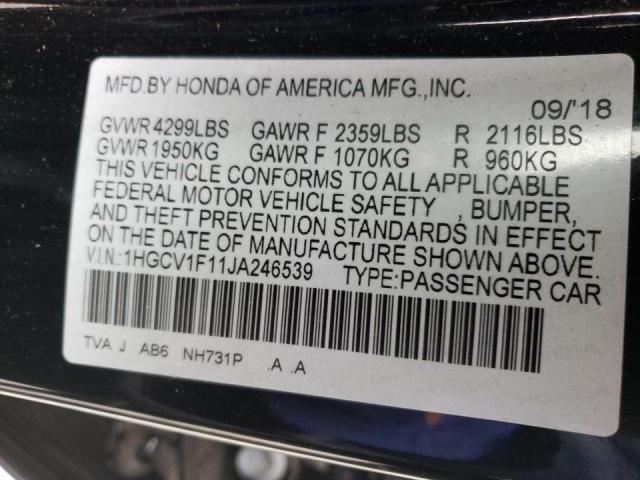 MFD.BY HONDA OF AMERICA MFG.,INC.
09/'18
GVWR 4299LBS GAWR F 2359LBS R 2116LBS
GVWR 1950KG GAWR F 1070KG R 960KG
THIS VEHICLE CONFORMS TO ALL APPLICABLE
FEDERAL MOTOR VEHICLE SAFETY , BUMPER,
AND THEFT PREVENTION STANDARDS IN EFFECT
ON THE DATE OF MANUFACTURE SHOWN ABOVE.
V.I.N.:1HGCV1F11JA246539 TYPE:PASSENGER CAR
TVA J AB6 NH731P .A .A